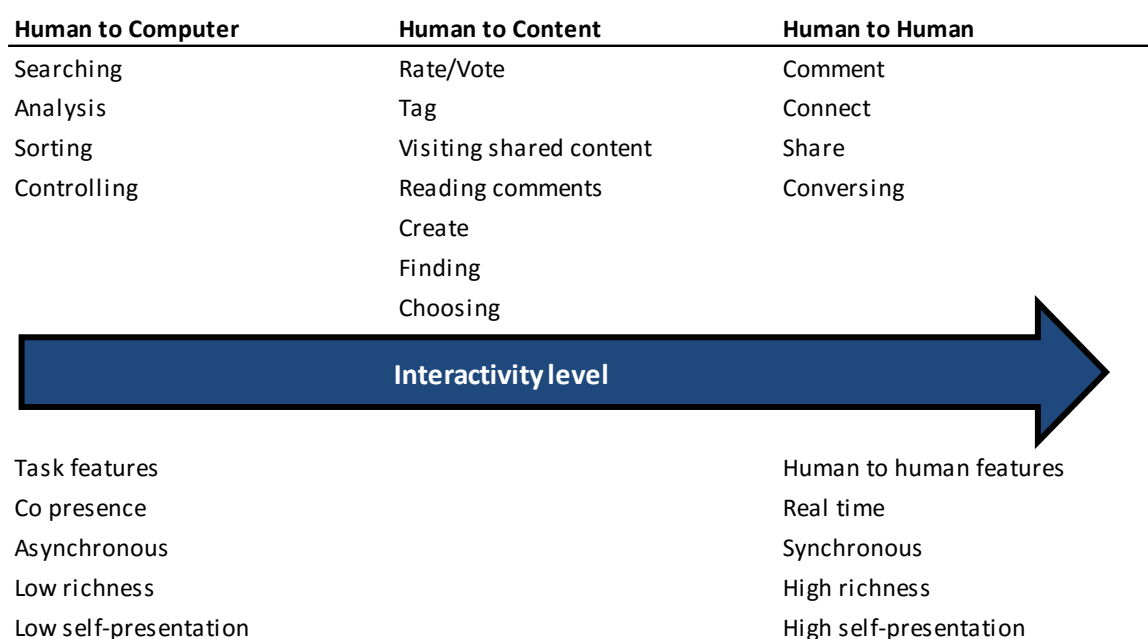 Human to Computer Human to Content Human to Human
Searching Rate/Vote Comment
Analysis Tag Connect
Sorting Visiting shared content Share
Controlling Reading comments Conversing
Create
Finding
Choosing
Interactivity level
Task features Human to human features
Co presence Real time
Asynchronous Synchronous
Low richness High richness
Low self-presentation High self-presentation